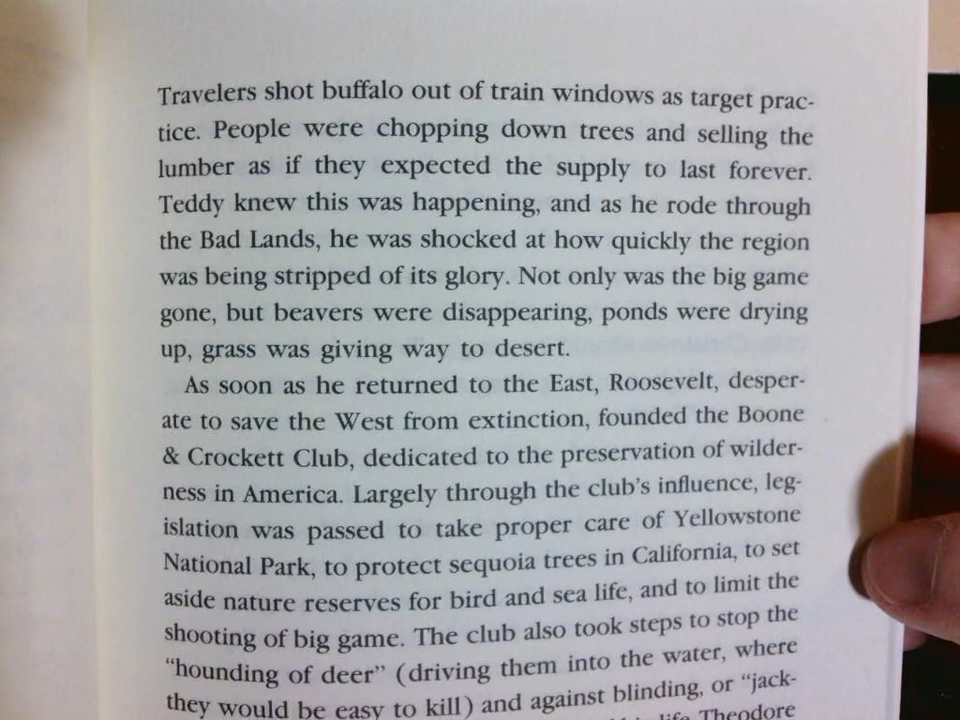 Travelers shot buffalo out of train windows as target prac-
tice. People were chopping down trees and selling the
lumber as if they expected the supply to last forever.
Teddy knew this was happening, and as he rode through
the Bad Lands, he was shocked at how quickly the region
was being stripped of its glory. Not only was the big game
gone, but beavers were disappearing, ponds were drying
up, grass was giving way to desert.
As soon as he returned to the East, Roosevelt, desper-
ate to save the West from extinction, founded the Boone
& Crockett Club, dedicated to the preservation of wilder-
ness in America. Largely through the club's influence, leg-
islation was passed to take proper care of Yellowstone
National Park, to protect sequoia trees in California, to set
aside nature reserves for bird and sea life, and to limit the
shooting of big game. The club also took steps to stop the
"hounding of deer" (driving them into the water, where
they would be easy to kill) and against blinding, or "jack-
life Theodore